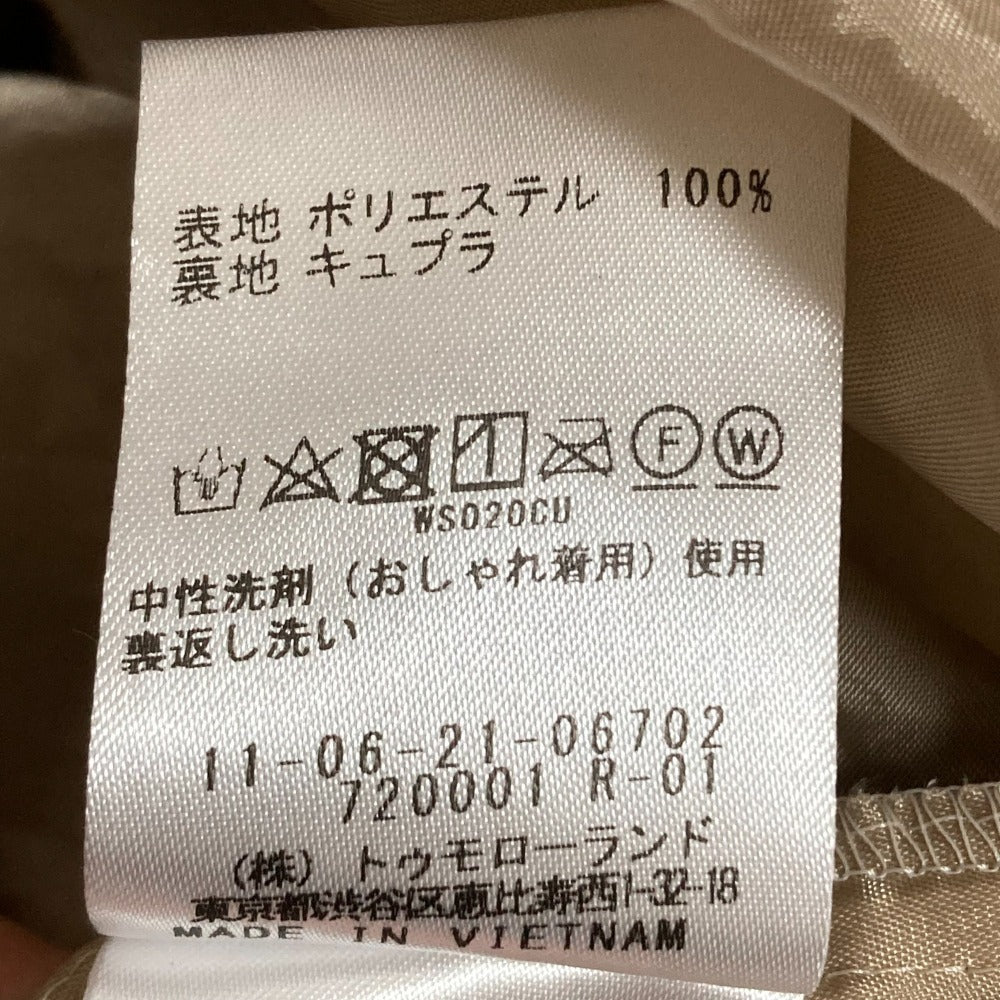 表地 ポリエステル 100%
裏地 キュプラ
F W
WS020CU
中性洗剤 (おしゃれ着用) 使用
裏返し洗い
11-06-21-06702
720001 R-01
(株) トゥモローランド
東京都渋谷区恵比寿西1-32-18
MADE IN VIETNAM